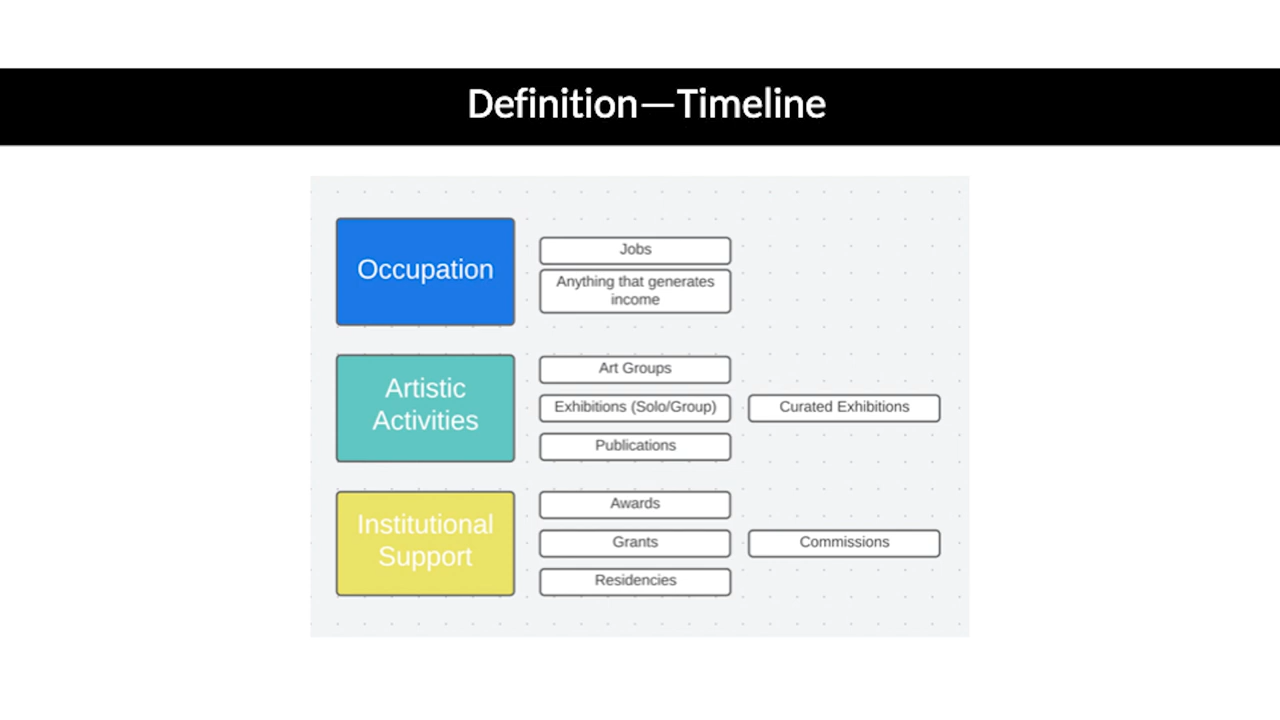 Definition—Timeline
Occupation
Jobs
Anything that generates
income
Artistic
Activities
Art Groups
Exhibitions (Solo/Group)
Curated Exhibitions
Publications
Institutional
Support
Awards
Grants
Commissions
Residencies